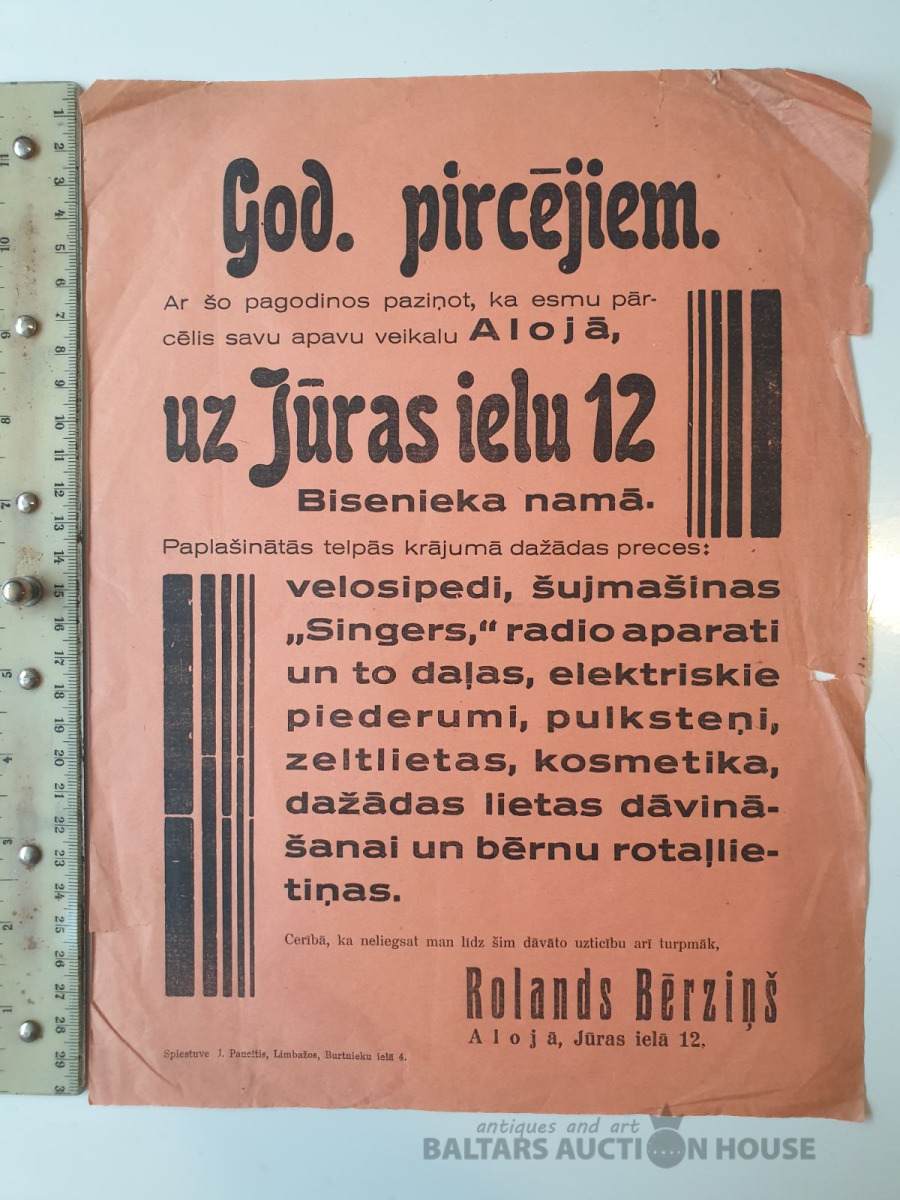 God. pircējiem.
Ar šo pagodinos paziņot, ka esmu pār-
cēlis savu apavu veikalu Alojā,
uz Jūras ielu 12
Bisenieka namā.
Paplašinātās telpās krājumā dažādas preces:
velosipedi, šujmašinas
„Singers,“ radio aparati
un to daļas, elektriskie
piederumi, pulksteņi,
zeltlietas, kosmetika,
dažādas lietas dāvinā-
šanai un bērnu rotaļlie-
tiņas.
Cerībā, ka neliegsat man līdz šim dāvāto uzticību arī turpmāk,
Rolands Bērziņš
Alojā, Jūras ielā 12.
Spiestuve J. Paucītis, Limbažos, Burtnieku ielā 4.
antiques and art
BALTARS AUCTION HOUSE